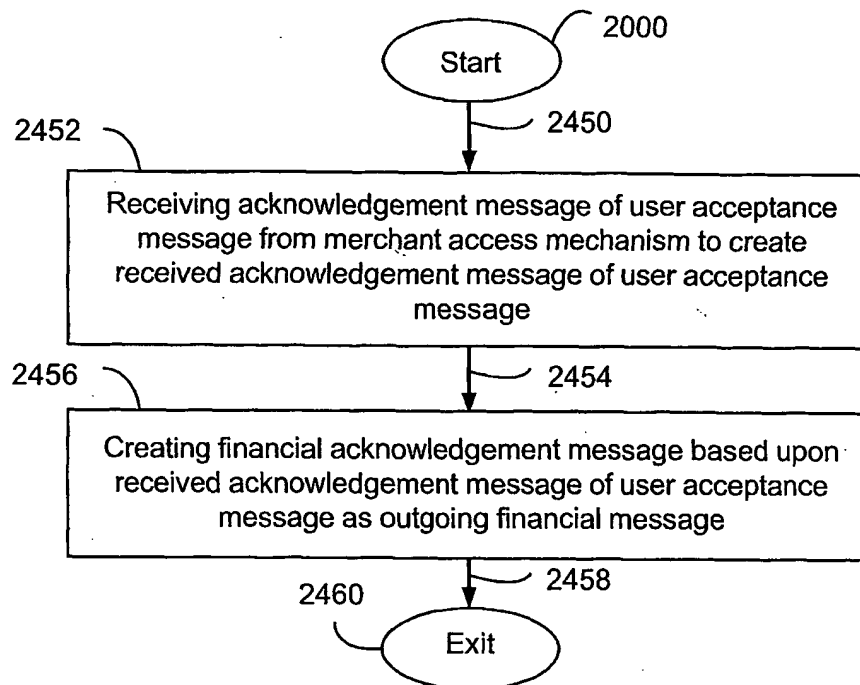 2000
Start
2450
2452
Receiving acknowledgement message of user acceptance
message from merchant access mechanism to create
received acknowledgement message of user acceptance
message
2456
2454
Creating financial acknowledgement message based upon
received acknowledgement message of user acceptance
message as outgoing financial message
2458
2460
Exit